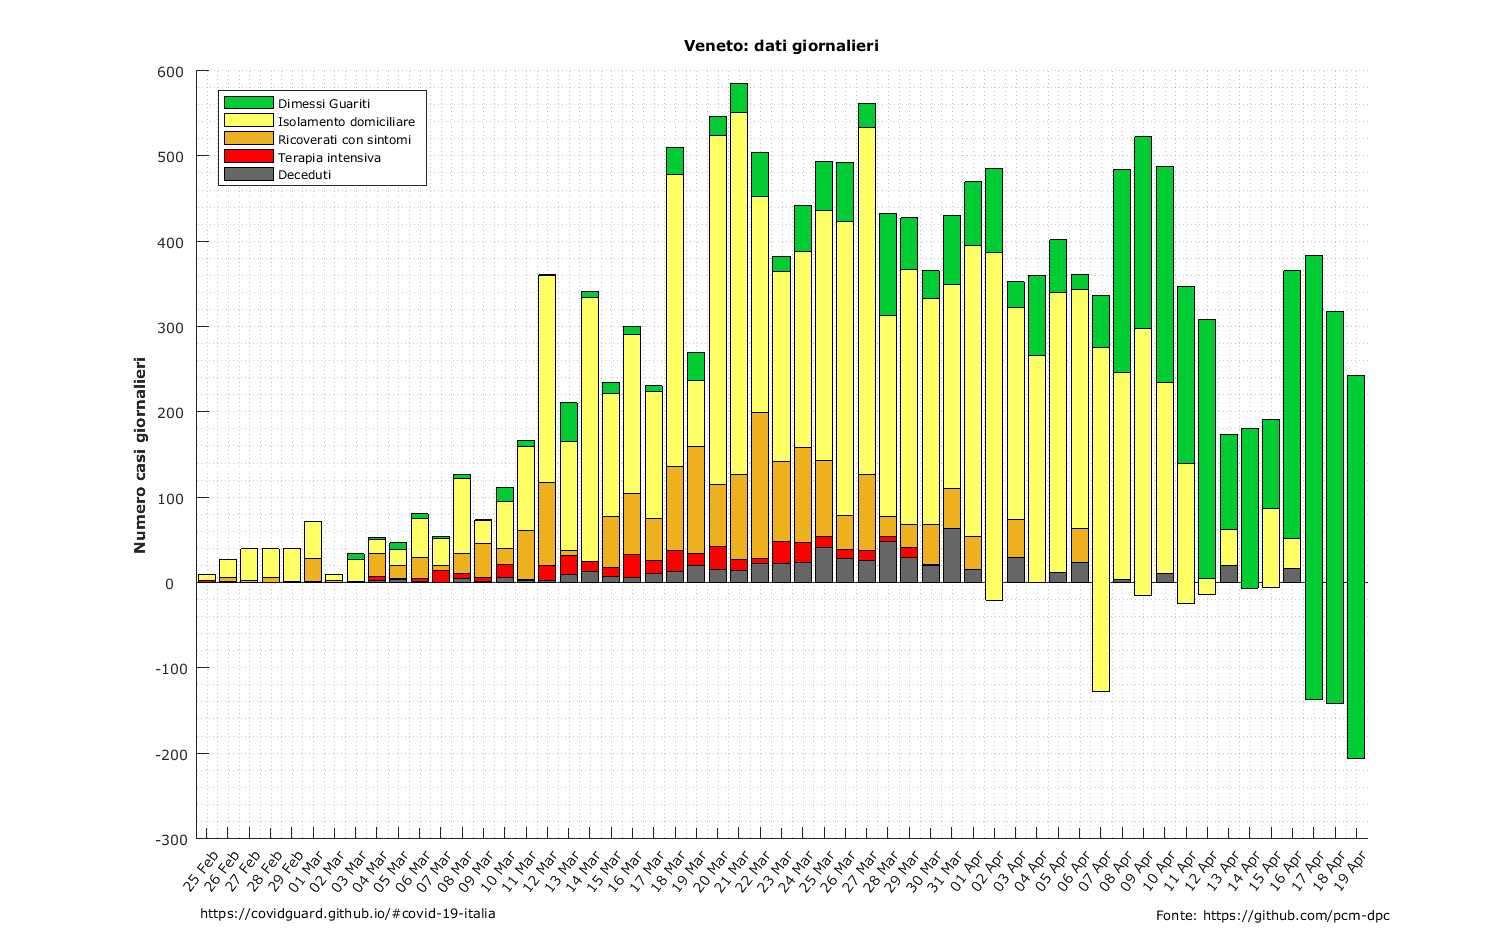 Veneto: dati giornalieri
600
500
400
300
200
100
0
-100
-200
-300
Numero casi giornalieri
Dimessi Guariti
Isolamento domiciliare
Ricoverati con sintomi
Terapia intensiva
Deceduti
25 Feb
26 Feb
27 Feb
28 Feb
29 Feb
01 Mar
02 Mar
03 Mar
04 Mar
05 Mar
06 Mar
07 Mar
08 Mar
09 Mar
10 Mar
11 Mar
12 Mar
13 Mar
14 Mar
15 Mar
16 Mar
17 Mar
18 Mar
19 Mar
20 Mar
21 Mar
22 Mar
23 Mar
24 Mar
25 Mar
26 Mar
27 Mar
28 Mar
29 Mar
30 Mar
31 Mar
01 Apr
02 Apr
03 Apr
04 Apr
05 Apr
06 Apr
07 Apr
08 Apr
09 Apr
10 Apr
11 Apr
12 Apr
13 Apr
14 Apr
15 Apr
16 Apr
17 Apr
18 Apr
19 Apr
https://covidguard.github.io/#covid-19-italia
Fonte: https://github.com/pcm-dpc